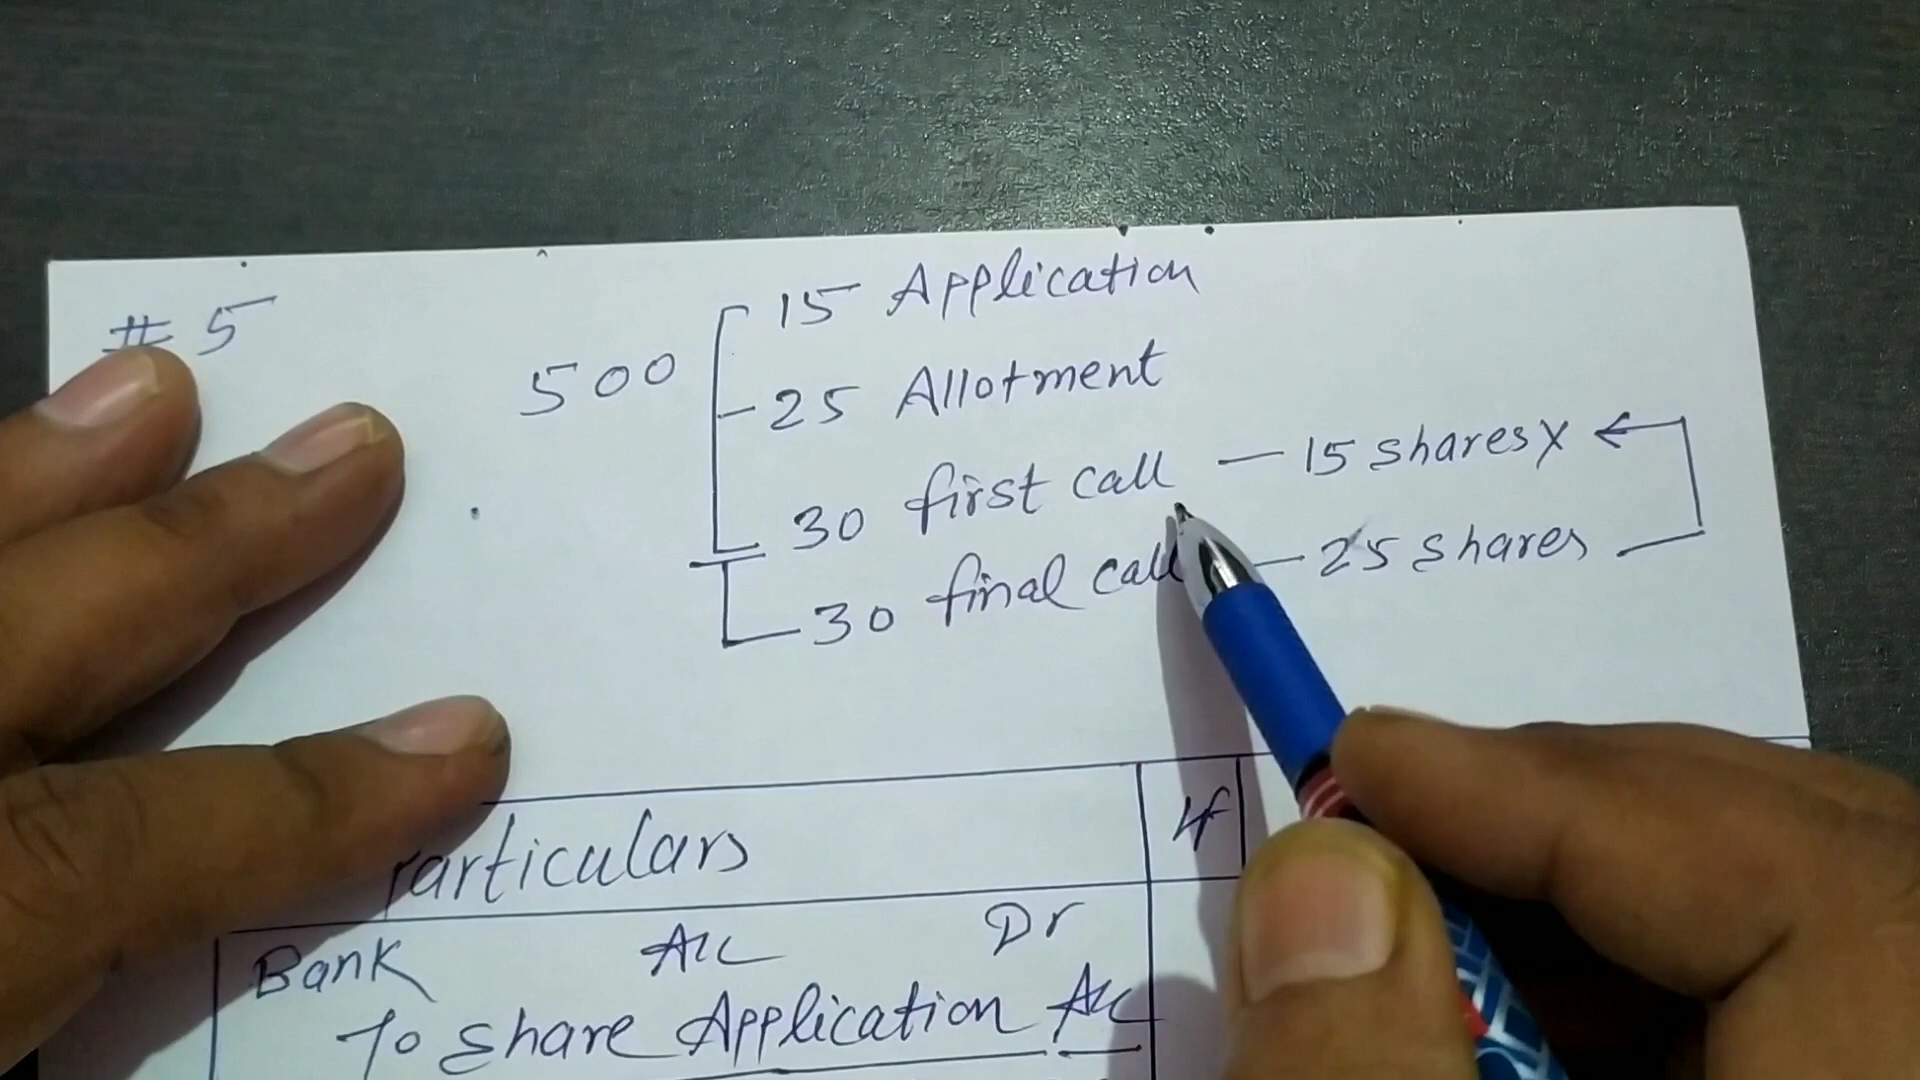 # 5
15 Application
500
25 Allotment
30 first call — 15 shares X
30 final call — 25 shares
Particulars
Lf
Bank A/c Dr
To share Application A/c